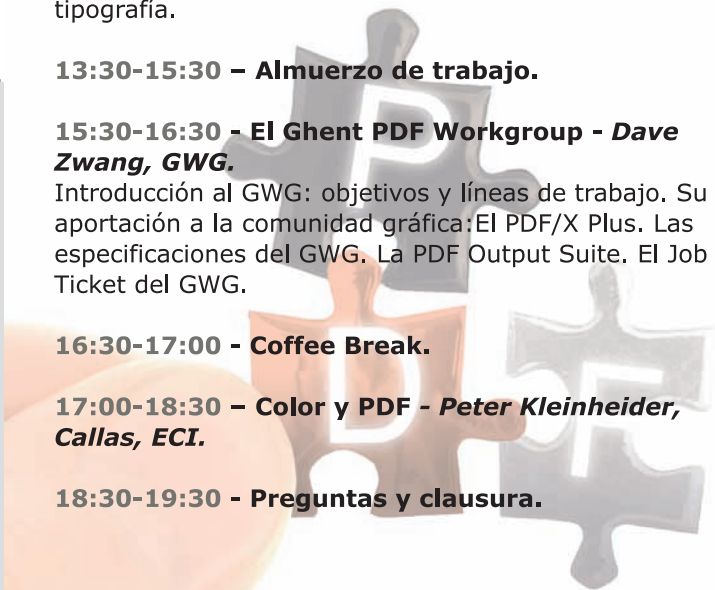 tipografía.
13:30-15:30 – Almuerzo de trabajo.
15:30-16:30 - El Ghent PDF Workgroup - Dave
Zwang, GWG.
Introducción al GWG: objetivos y líneas de trabajo. Su
aportación a la comunidad gráfica:El PDF/X Plus. Las
especificaciones del GWG. La PDF Output Suite. El Job
Ticket del GWG.
16:30-17:00 - Coffee Break.
17:00-18:30 – Color y PDF - Peter Kleinheider,
Callas, ECI.
18:30-19:30 - Preguntas y clausura.
P
D
F